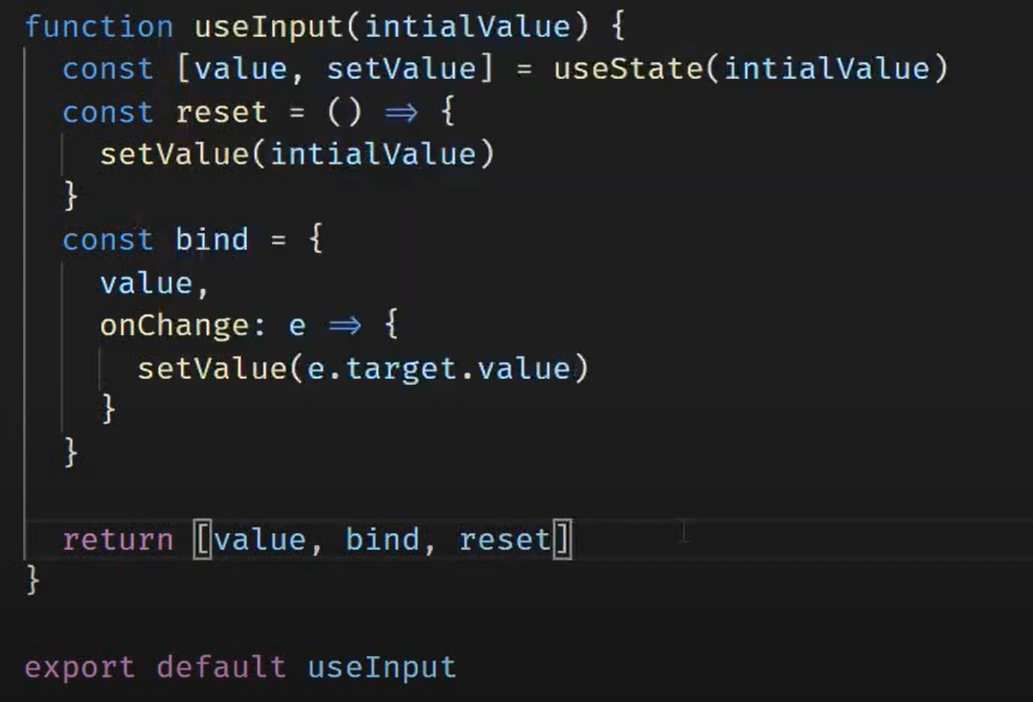 function useInput(intialValue) {
  const [value, setValue] = useState(intialValue)
  const reset = () => {
    setValue(intialValue)
  }
  const bind = {
    value,
    onChange: e => {
      setValue(e.target.value)
    }
  }
  return [value, bind, reset]
}
export default useInput